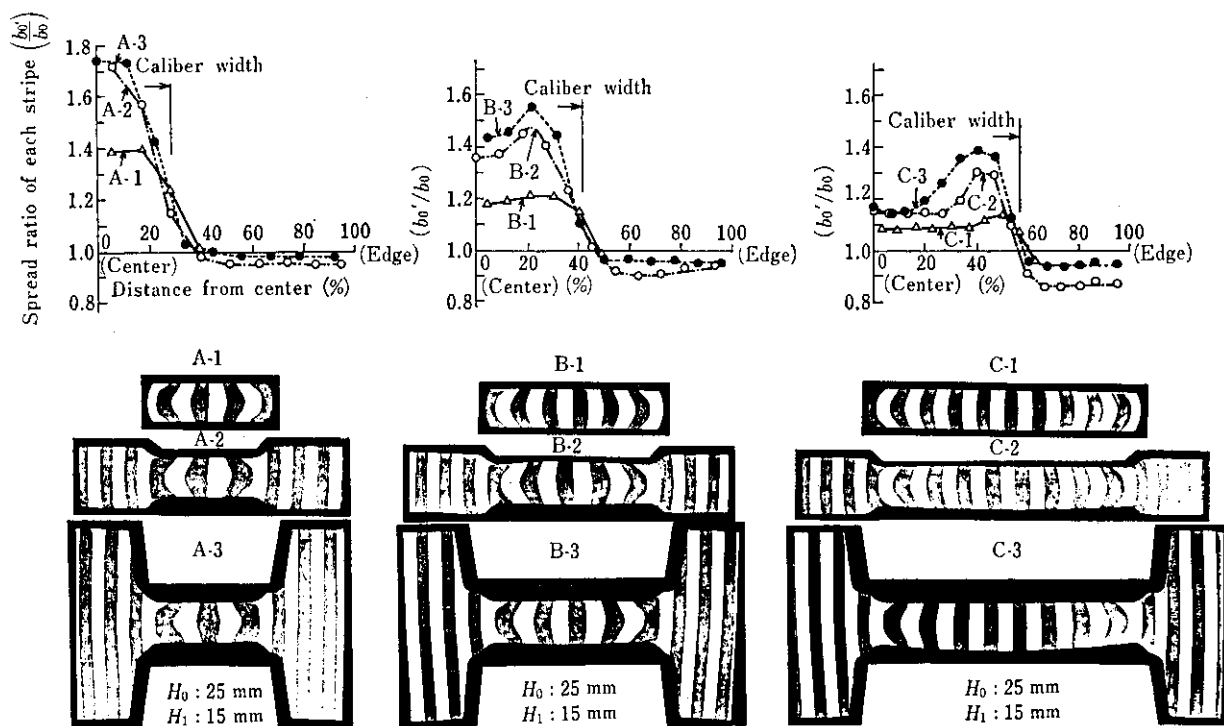 Spread ratio of each stripe (b0'/b0)
1.8
1.6
1.4
1.2
1.0
0.8
A-3
Caliber width
A-2
A-1
0 20 40 60 80 100
(Center) (Edge)
Distance from center (%)
(b0'/b0)
1.6
1.4
1.2
1.0
0.8
Caliber width
B-3
B-2
B-1
0 20 40 60 80 100
(Edge)
(Center) (%)
(b0'/b0)
1.6
1.4
1.2
1.0
0.8
Caliber width
C-3
C-2
C-1
0 20 40 60 80 100
(Edge)
(Center) (%)
A-1
A-2
A-3
H0 : 25 mm
H1 : 15 mm
B-1
B-2
B-3
H0 : 25 mm
H1 : 15 mm
C-1
C-2
C-3
H0 : 25 mm
H1 : 15 mm